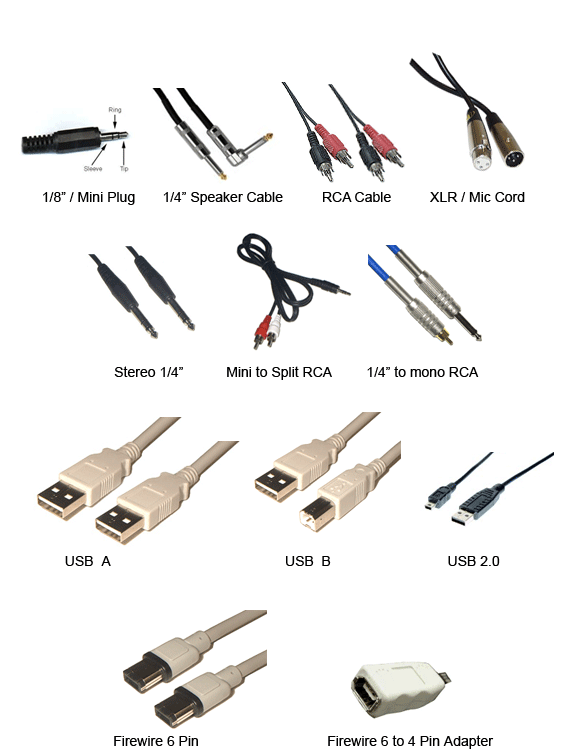 Ring
Sleeve Tip
1/8” / Mini Plug 1/4” Speaker Cable RCA Cable XLR / Mic Cord
Stereo 1/4” Mini to Split RCA 1/4” to mono RCA
USB  A USB  B USB 2.0
Firewire 6 Pin Firewire 6 to 4 Pin Adapter